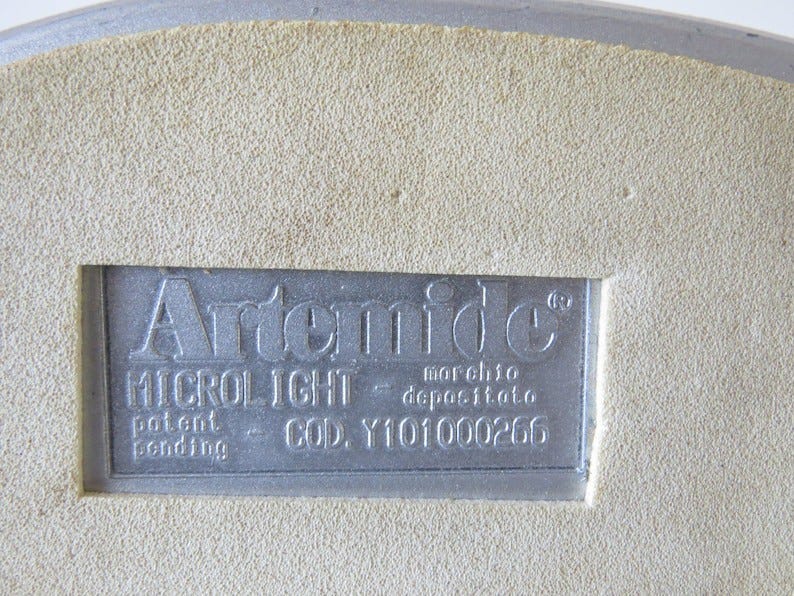 Artemide®
MICROLIGHT - marchio depositato
patent pending - COD. Y101000266